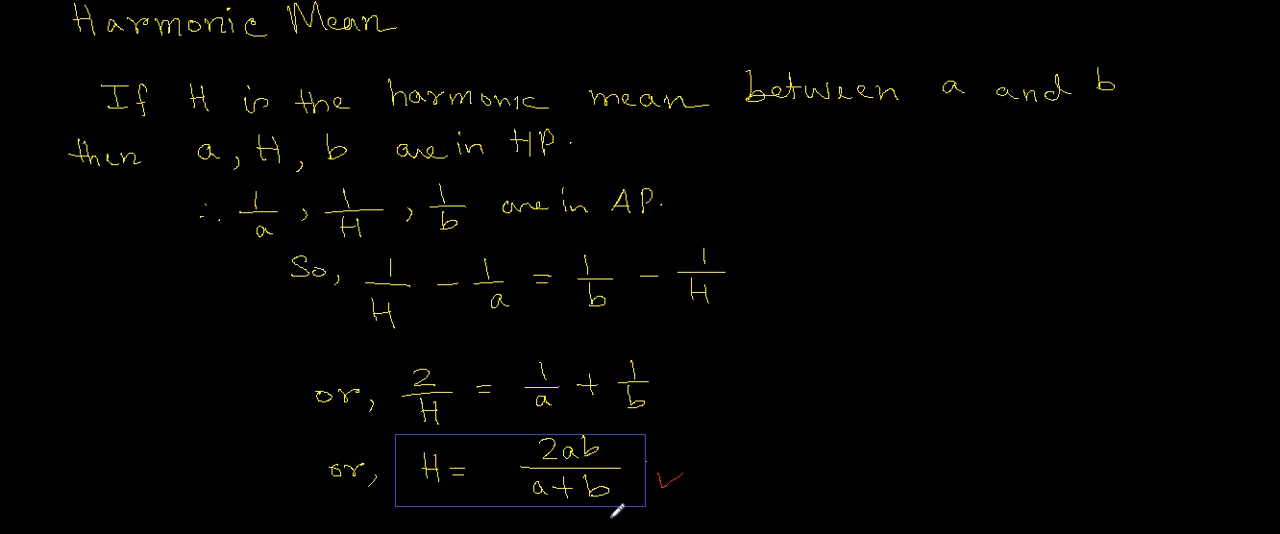 Harmonic Mean
If H is the harmonic mean between a and b
then a, H, b are in HP.
∴ 1/a, 1/H, 1/b are in AP.
So, 1/H - 1/a = 1/b - 1/H
or, 2/H = 1/a + 1/b
or, H = 2ab/(a+b)